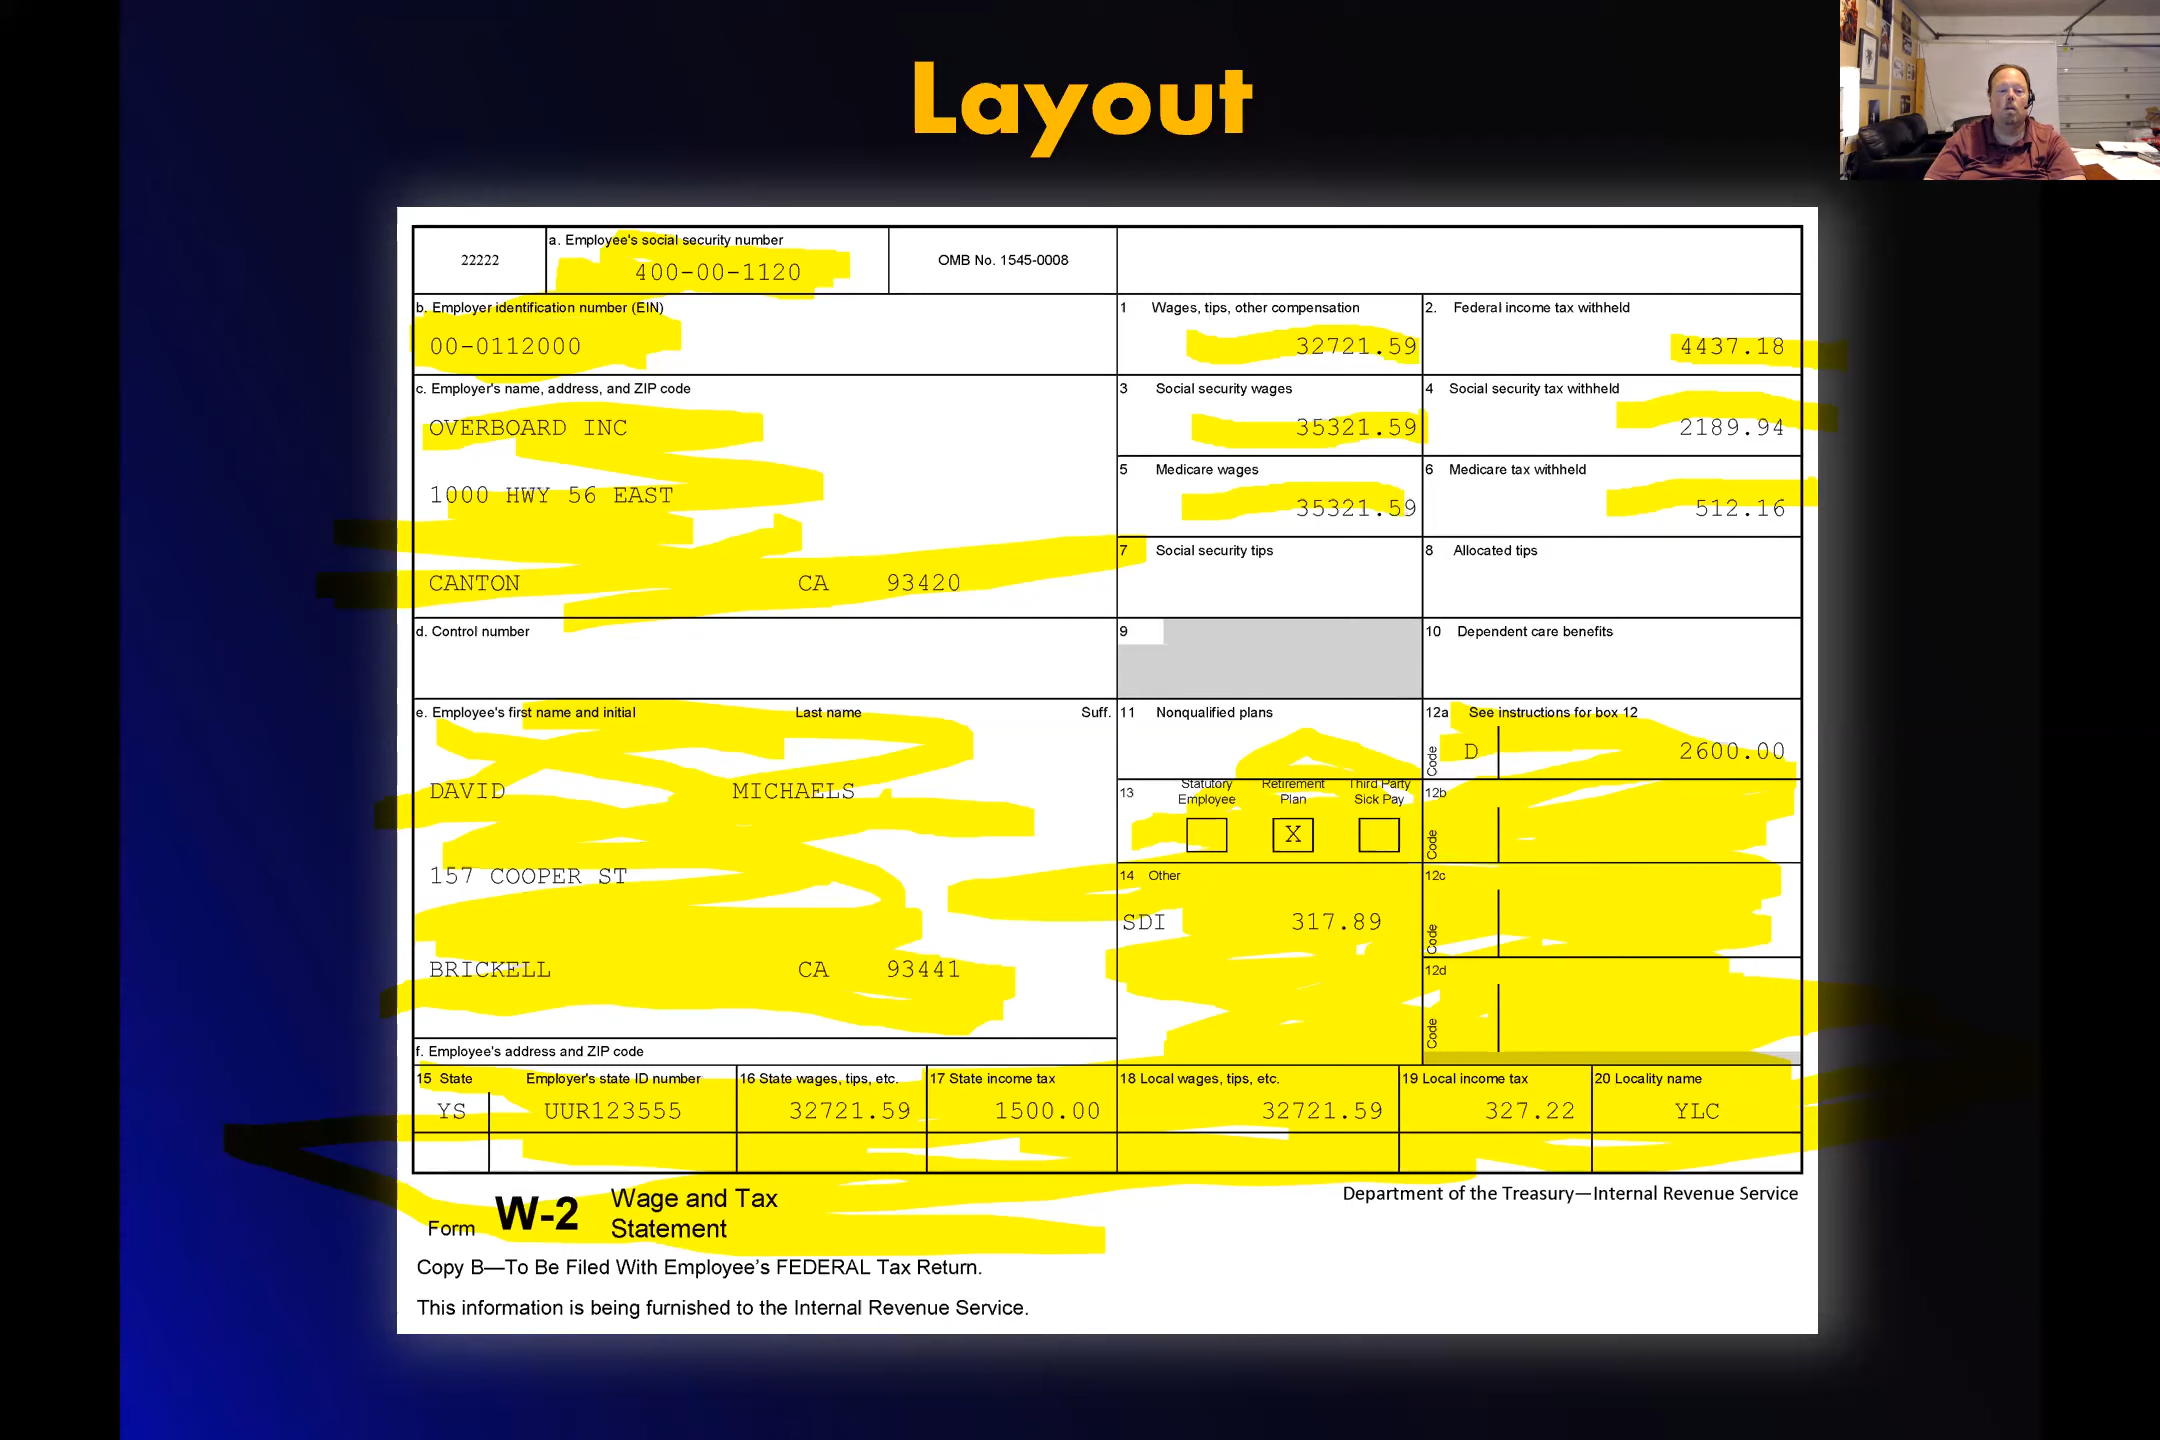 Layout
22222
a. Employee's social security number
400-00-1120
OMB No. 1545-0008
b. Employer identification number (EIN)
00-0112000
1 Wages, tips, other compensation
32721.59
2. Federal income tax withheld
4437.18
c. Employer's name, address, and ZIP code
OVERBOARD INC
1000 HWY 56 EAST
CANTON CA 93420
3 Social security wages
35321.59
4 Social security tax withheld
2189.94
5 Medicare wages
35321.59
6 Medicare tax withheld
512.16
7 Social security tips
8 Allocated tips
d. Control number
9
10 Dependent care benefits
e. Employee's first name and initial Last name Suff.
DAVID MICHAELS
157 COOPER ST
BRICKELL CA 93441
f. Employee's address and ZIP code
11 Nonqualified plans
12a See instructions for box 12
Code D 2600.00
13 Statutory Employee Retirement Plan Third Party Sick Pay
X
12b
Code
14 Other
SDI 317.89
12c
Code
12d
Code
15 State Employer's state ID number 16 State wages, tips, etc. 17 State income tax 18 Local wages, tips, etc. 19 Local income tax 20 Locality name
YS UUR123555 32721.59 1500.00 32721.59 327.22 YLC
Form W-2 Wage and Tax Statement
Department of the Treasury—Internal Revenue Service
Copy B—To Be Filed With Employee's FEDERAL Tax Return.
This information is being furnished to the Internal Revenue Service.